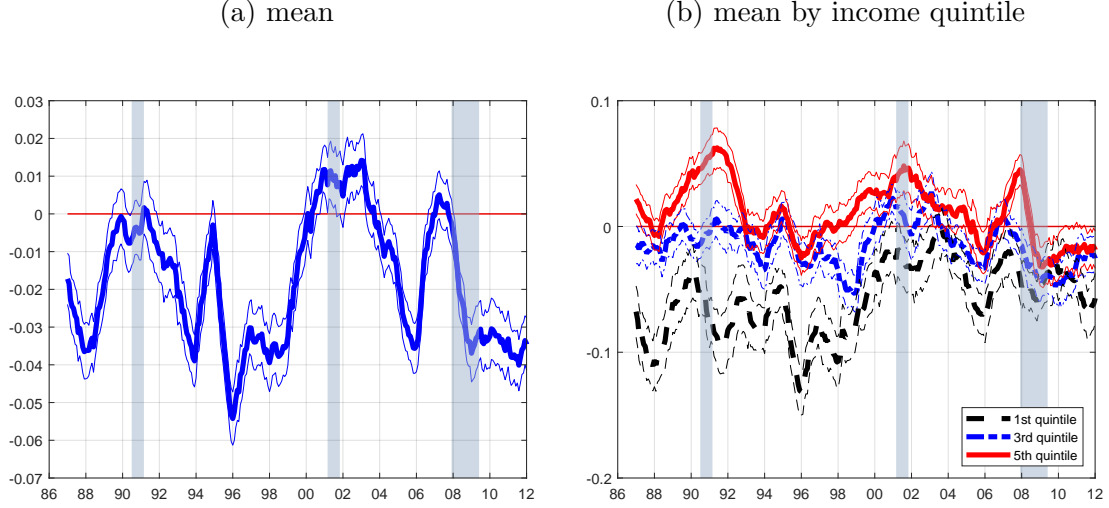 (a) mean
(b) mean by income quintile
0.03
0.02
0.01
0
-0.01
-0.02
-0.03
-0.04
-0.05
-0.06
-0.07
86 88 90 92 94 96 98 00 02 04 06 08 10 12
0.1
0
-0.1
-0.2
1st quintile
3rd quintile
5th quintile
86 88 90 92 94 96 98 00 02 04 06 08 10 12